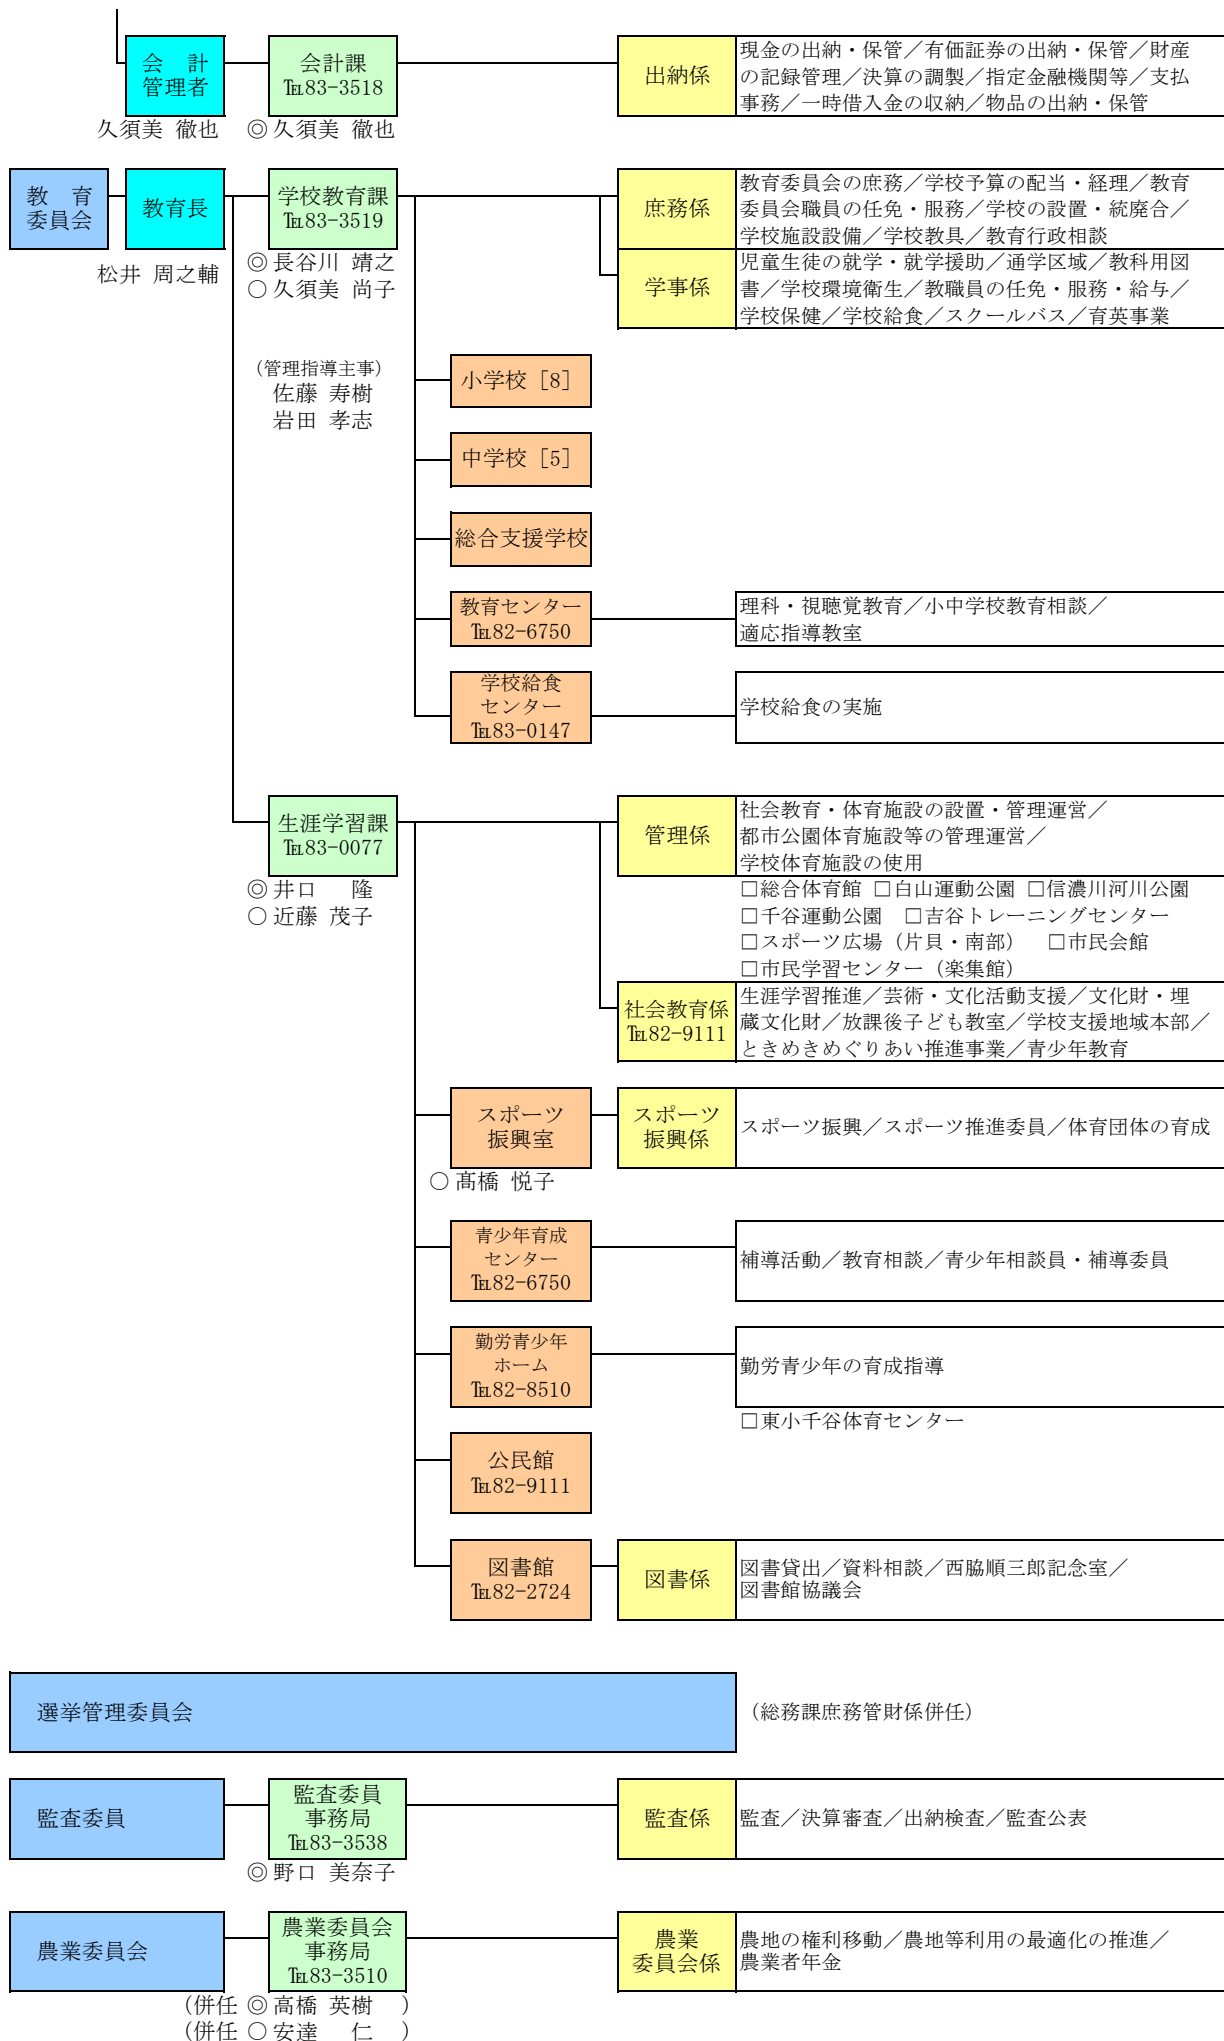 会　計
管理者
会計課
℡83-3518
出納係
現金の出納・保管／有価証券の出納・保管／財産
の記録管理／決算の調製／指定金融機関等／支払
事務／一時借入金の収納／物品の出納・保管
久須美 徹也
◎ 久須美 徹也
教　育
委員会
教育長
学校教育課
℡83-3519
庶務係
教育委員会の庶務／学校予算の配当・経理／教育
委員会職員の任免・服務／学校の設置・統廃合／
学校施設設備／学校教具／教育行政相談
松井 周之輔
◎ 長谷川 靖之
○ 久須美 尚子
学事係
児童生徒の就学・就学援助／通学区域／教科用図
書／学校環境衛生／教職員の任免・服務・給与／
学校保健／学校給食／スクールバス／育英事業
（管理指導主事）
佐藤 寿樹
岩田 孝志
小学校［8］
中学校［5］
総合支援学校
教育センター
℡82-6750
理科・視聴覚教育／小中学校教育相談／
適応指導教室
学校給食
センター
℡83-0147
学校給食の実施
生涯学習課
℡83-0077
◎ 井口　 隆
○ 近藤 茂子
管理係
社会教育・体育施設の設置・管理運営／
都市公園体育施設等の管理運営／
学校体育施設の使用
□総合体育館 □白山運動公園 □信濃川河川公園
□千谷運動公園　□吉谷トレーニングセンター
□スポーツ広場（片貝・南部）　□市民会館
□市民学習センター（楽集館）
社会教育係
℡82-9111
生涯学習推進／芸術・文化活動支援／文化財・埋
蔵文化財／放課後子ども教室／学校支援地域本部／
ときめきめぐりあい推進事業／青少年教育
スポーツ
振興室
スポーツ
振興係
スポーツ振興／スポーツ推進委員／体育団体の育成
○ 髙橋 悦子
青少年育成
センター
℡82-6750
補導活動／教育相談／青少年相談員・補導委員
勤労青少年
ホーム
℡82-8510
勤労青少年の育成指導
□東小千谷体育センター
公民館
℡82-9111
図書館
℡82-2724
図書係
図書貸出／資料相談／西脇順三郎記念室／
図書館協議会
選挙管理委員会
（総務課庶務管財係併任）
監査委員
監査委員
事務局
℡83-3538
監査係
監査／決算審査／出納検査／監査公表
◎ 野口 美奈子
農業委員会
農業委員会
事務局
℡83-3510
農業
委員会係
農地の権利移動／農地等利用の最適化の推進／
農業者年金
（併任 ◎ 高橋 英樹　）
（併任 ○ 安達　 仁　）